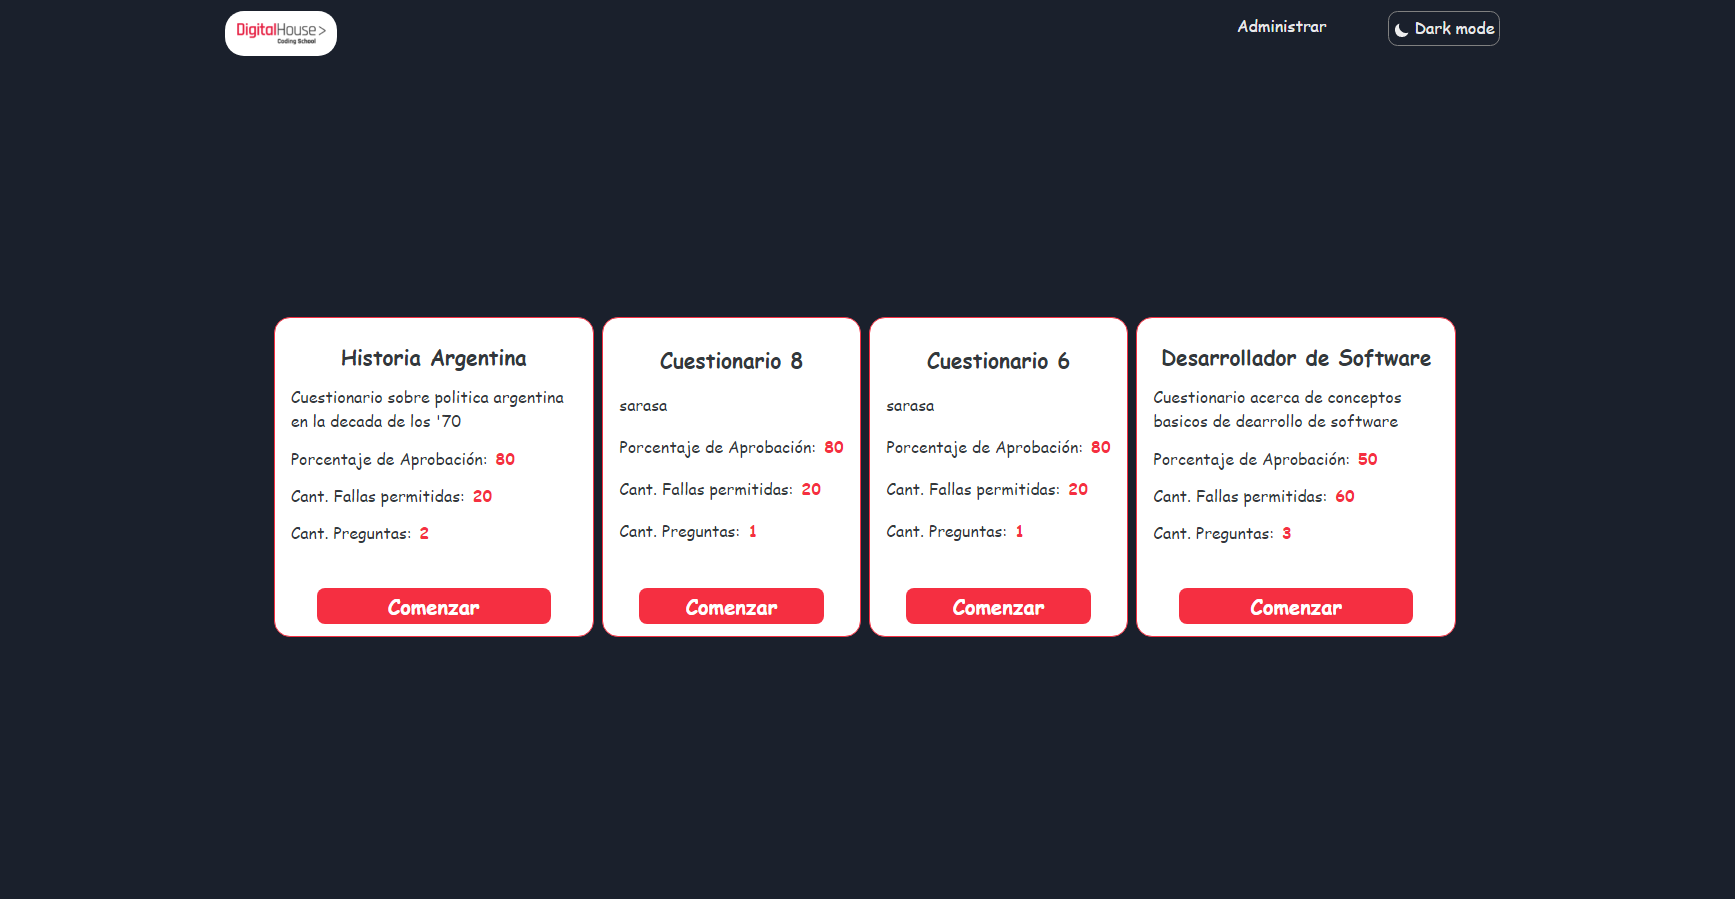 DigitalHouse>
Coding School
Administrar
Dark mode
Historia Argentina
Cuestionario sobre politica argentina
en la decada de los '70
Porcentaje de Aprobación: 80
Cant. Fallas permitidas: 20
Cant. Preguntas: 2
Comenzar
Cuestionario 8
sarasa
Porcentaje de Aprobación: 80
Cant. Fallas permitidas: 20
Cant. Preguntas: 1
Comenzar
Cuestionario 6
sarasa
Porcentaje de Aprobación: 80
Cant. Fallas permitidas: 20
Cant. Preguntas: 1
Comenzar
Desarrollador de Software
Cuestionario acerca de conceptos
basicos de dearrollo de software
Porcentaje de Aprobación: 50
Cant. Fallas permitidas: 60
Cant. Preguntas: 3
Comenzar